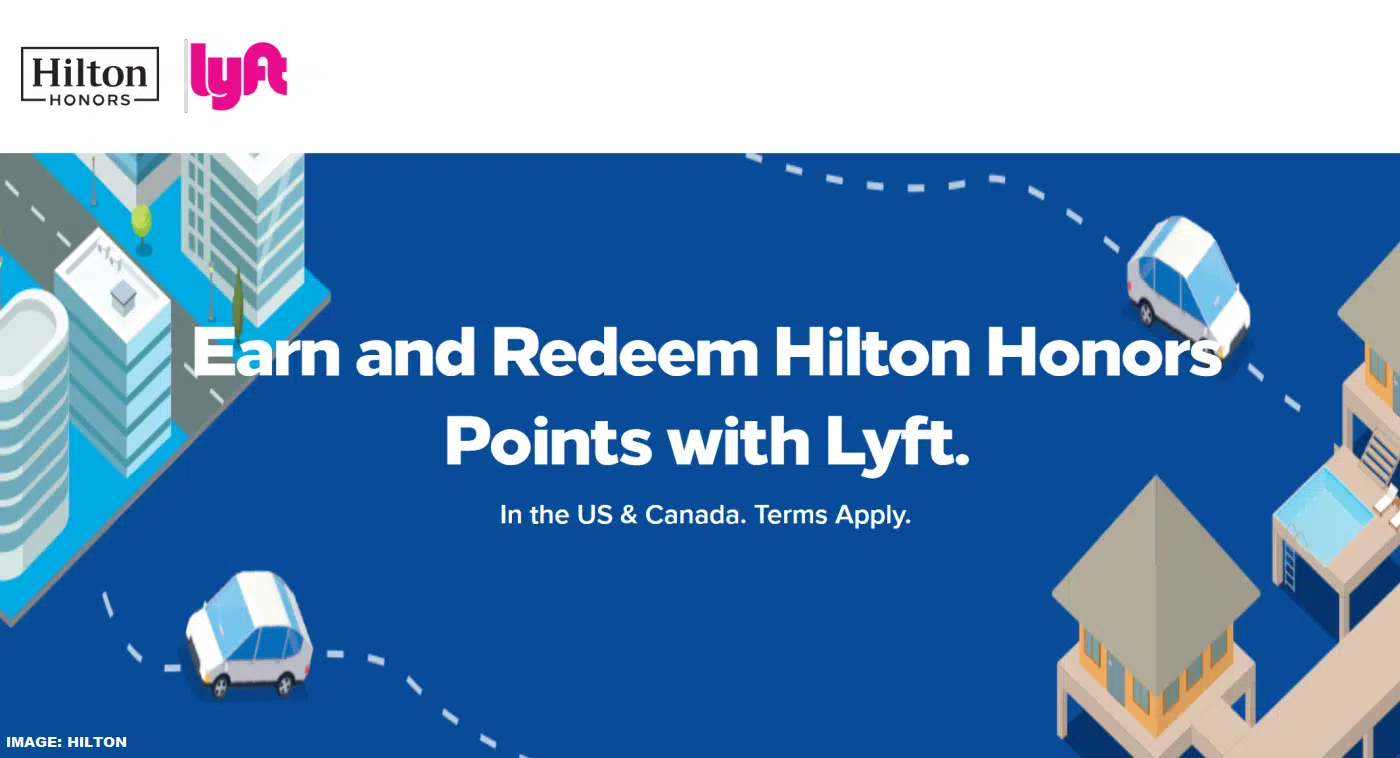 Hilton
HONORS
lyft
Earn and Redeem Hilton Honors
Points with Lyft.
In the US & Canada. Terms Apply.
IMAGE: HILTON